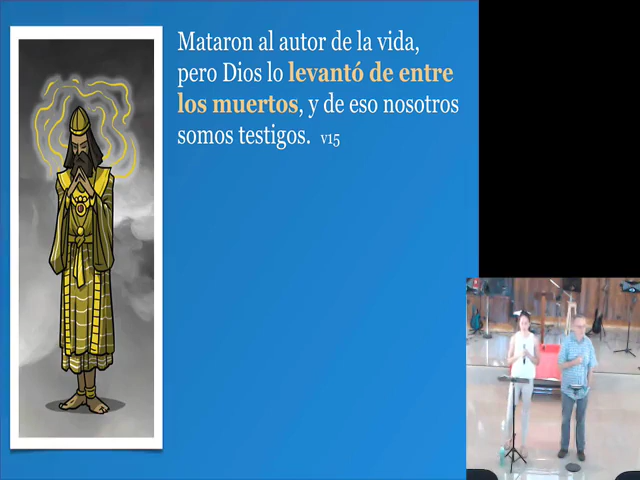 Mataron al autor de la vida,
pero Dios lo levantó de entre
los muertos, y de eso nosotros
somos testigos. v15